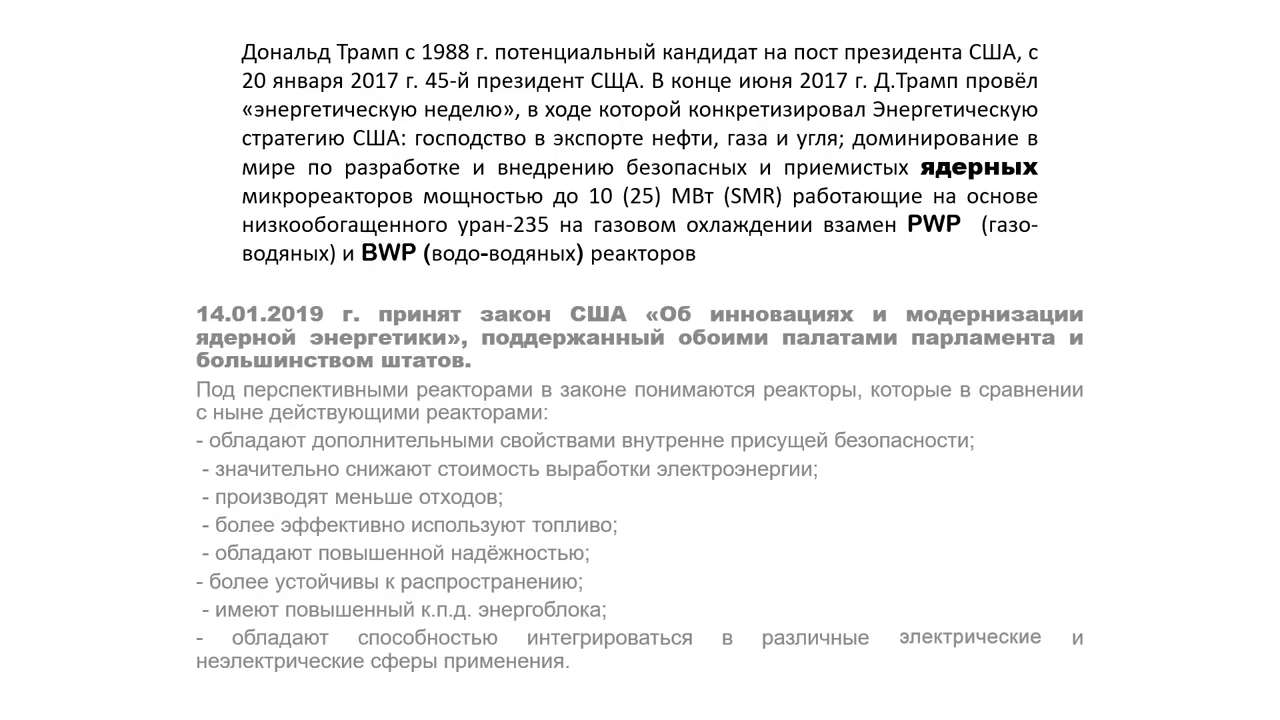 Дональд Трамп с 1988 г. потенциальный кандидат на пост президента США, с
20 января 2017 г. 45-й президент СЩА. В конце июня 2017 г. Д.Трамп провёл
«энергетическую неделю», в ходе которой конкретизировал Энергетическую
стратегию США: господство в экспорте нефти, газа и угля; доминирование в
мире по разработке и внедрению безопасных и приемистых ядерных
микрореакторов мощностью до 10 (25) МВт (SMR) работающие на основе
низкообогащенного уран-235 на газовом охлаждении взамен PWP (газо-
водяных) и BWP (водо-водяных) реакторов
14.01.2019 г. принят закон США «Об инновациях и модернизации
ядерной энергетики», поддержанный обоими палатами парламента и
большинством штатов.
Под перспективными реакторами в законе понимаются реакторы, которые в сравнении
с ныне действующими реакторами:
- обладают дополнительными свойствами внутренне присущей безопасности;
- значительно снижают стоимость выработки электроэнергии;
- производят меньше отходов;
- более эффективно используют топливо;
- обладают повышенной надёжностью;
- более устойчивы к распространению;
- имеют повышенный к.п.д. энергоблока;
- обладают способностью интегрироваться в различные электрические и
неэлектрические сферы применения.